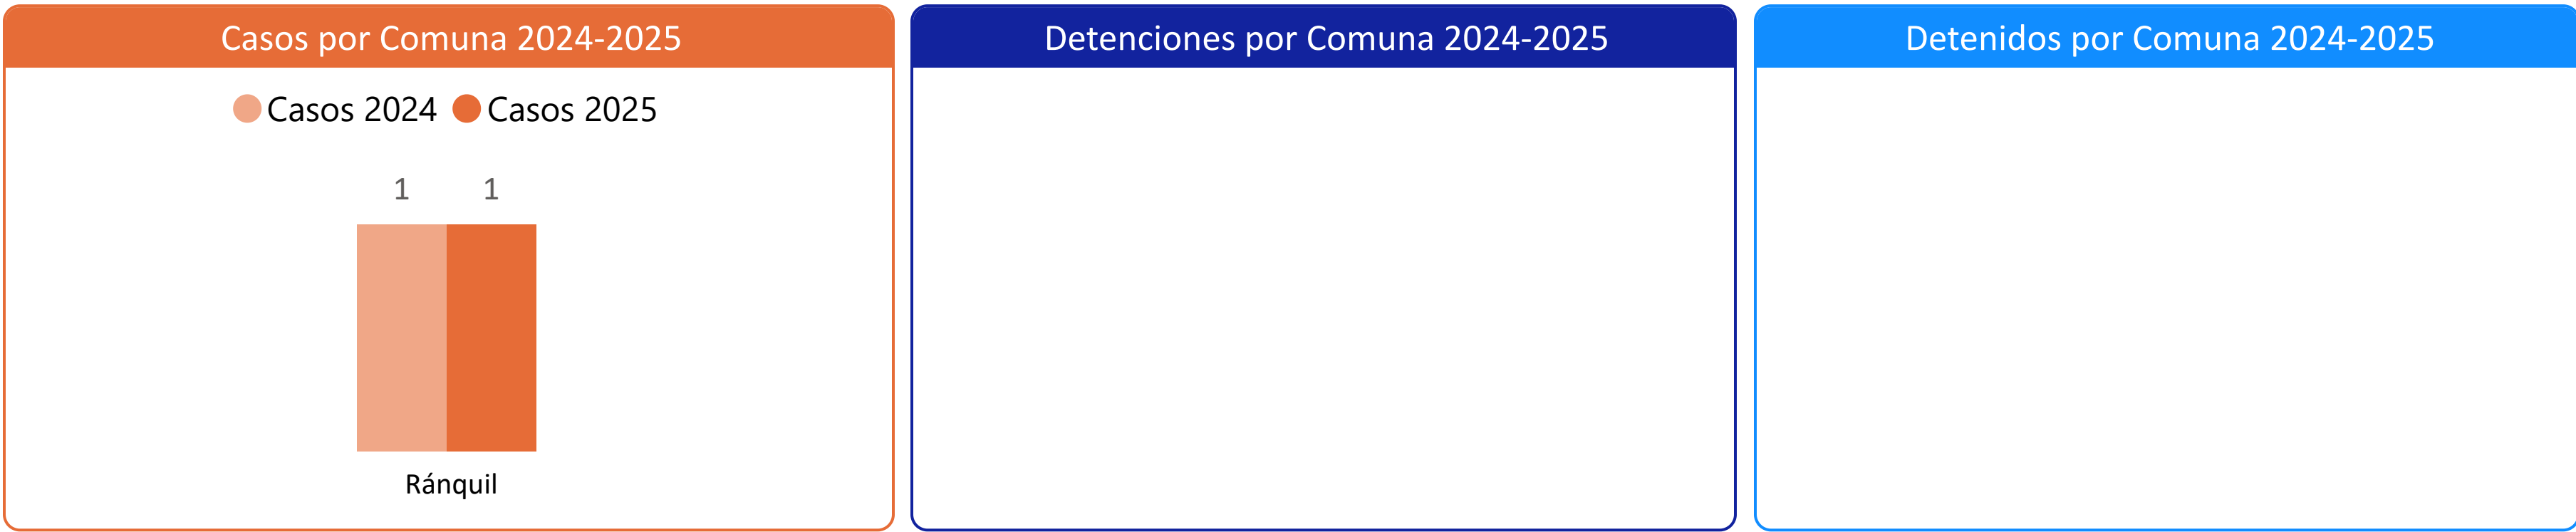 Casos por Comuna 2024-2025
Casos 2024 Casos 2025
1 1
Ránquil
Detenciones por Comuna 2024-2025
Detenidos por Comuna 2024-2025